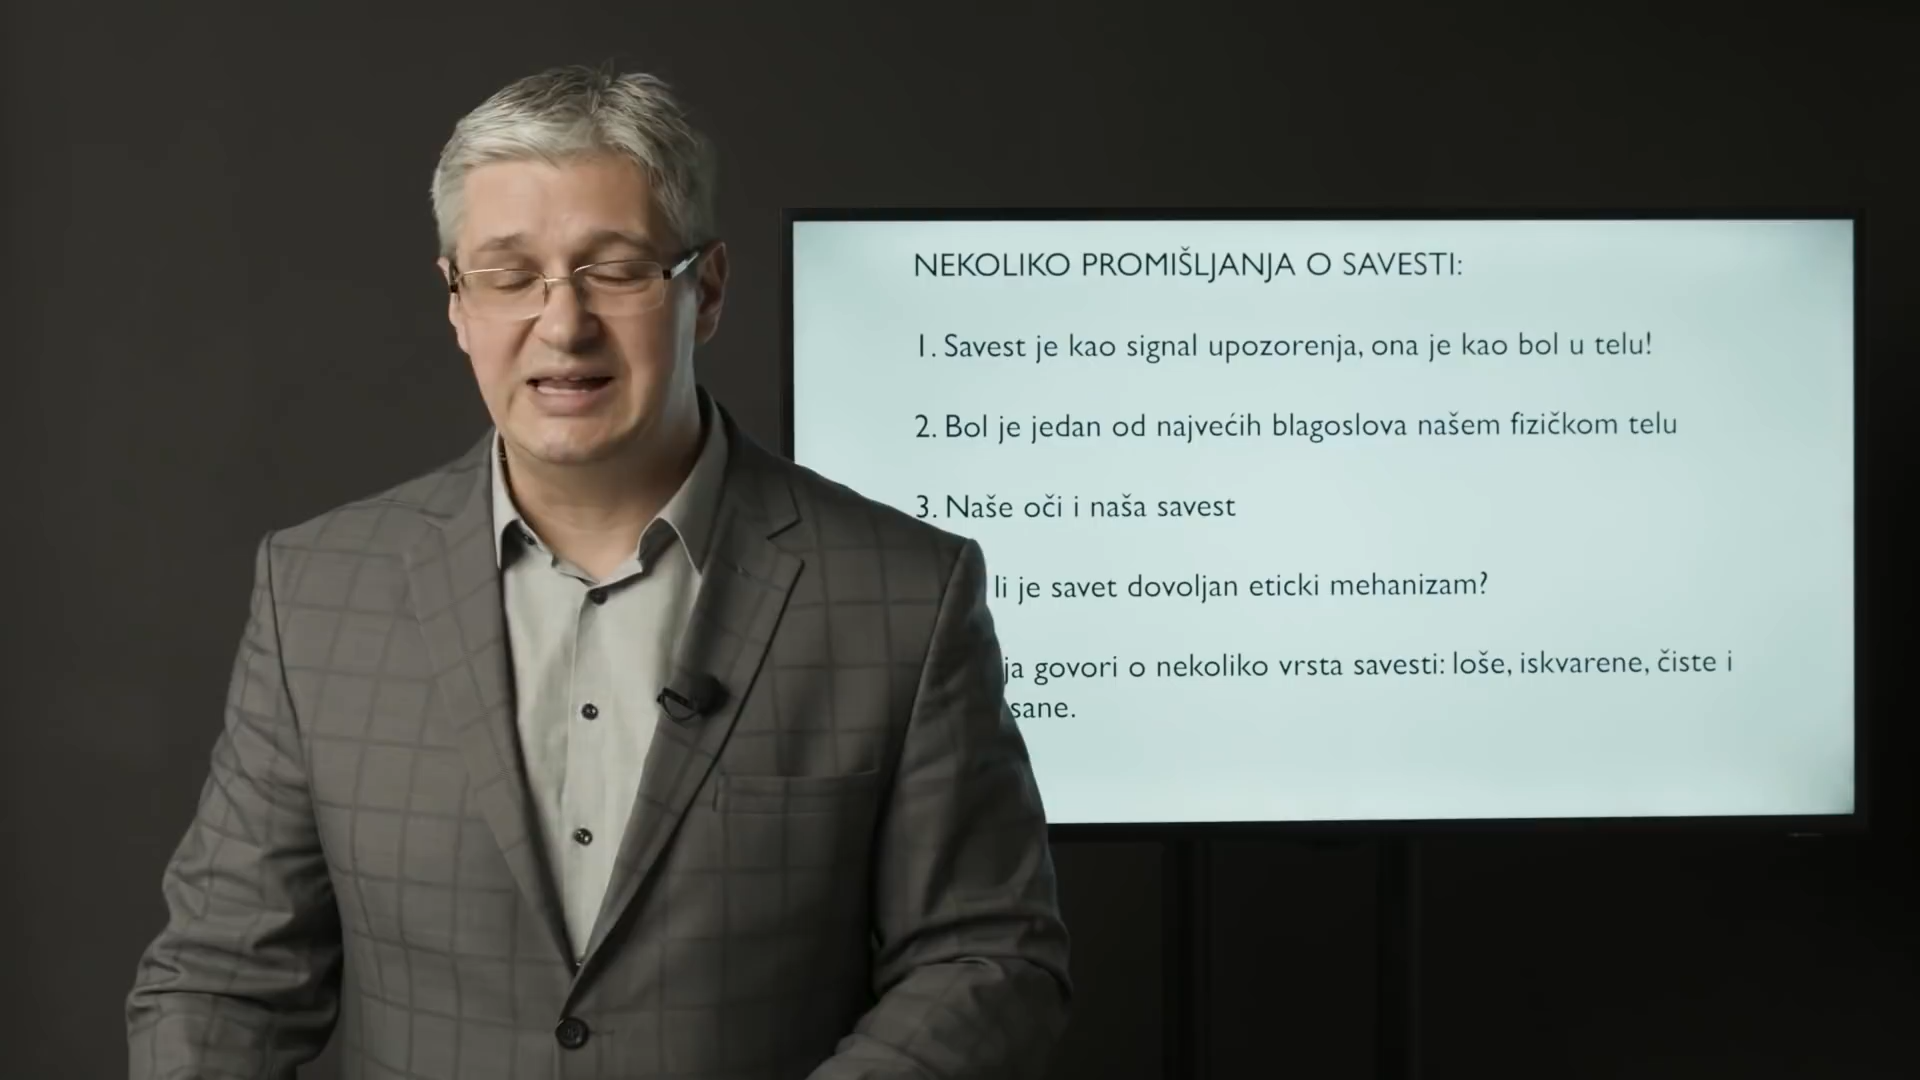 NEKOLIKO PROMIŠLJANJA O SAVESTI:
1. Savest je kao signal upozorenja, ona je kao bol u telu!
2. Bol je jedan od najvećih blagoslova našem fizičkom telu
3. Naše oči i naša savest
li je savet dovoljan eticki mehanizam?
ja govori o nekoliko vrsta savesti: loše, iskvarene, čiste i
sane.